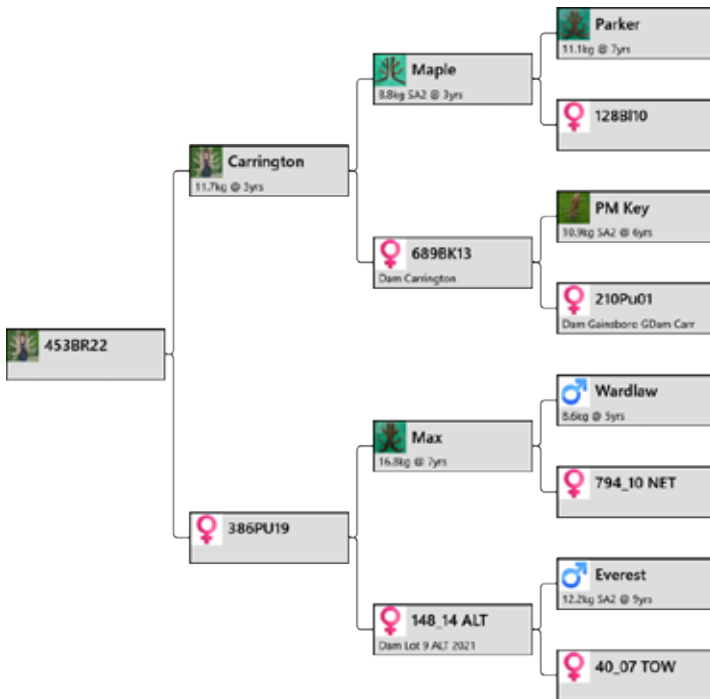 Parker
11.1kg @ 7yrs
Maple
8.8kg SA2 @ 3yrs
128Bl10
Carrington
11.7kg @ 3yrs
PM Key
10.9kg SA2 @ 6yrs
689BK13
Dam Carrington
210Pu01
Dam Gainsboro GDam Carr
453BR22
Wardlaw
8.6kg @ 5yrs
Max
16.8kg @ 7yrs
794_10 NET
386PU19
Everest
12.2kg SA2 @ 9yrs
148_14 ALT
Dam Lot 9 ALT 2021
40_07 TOW